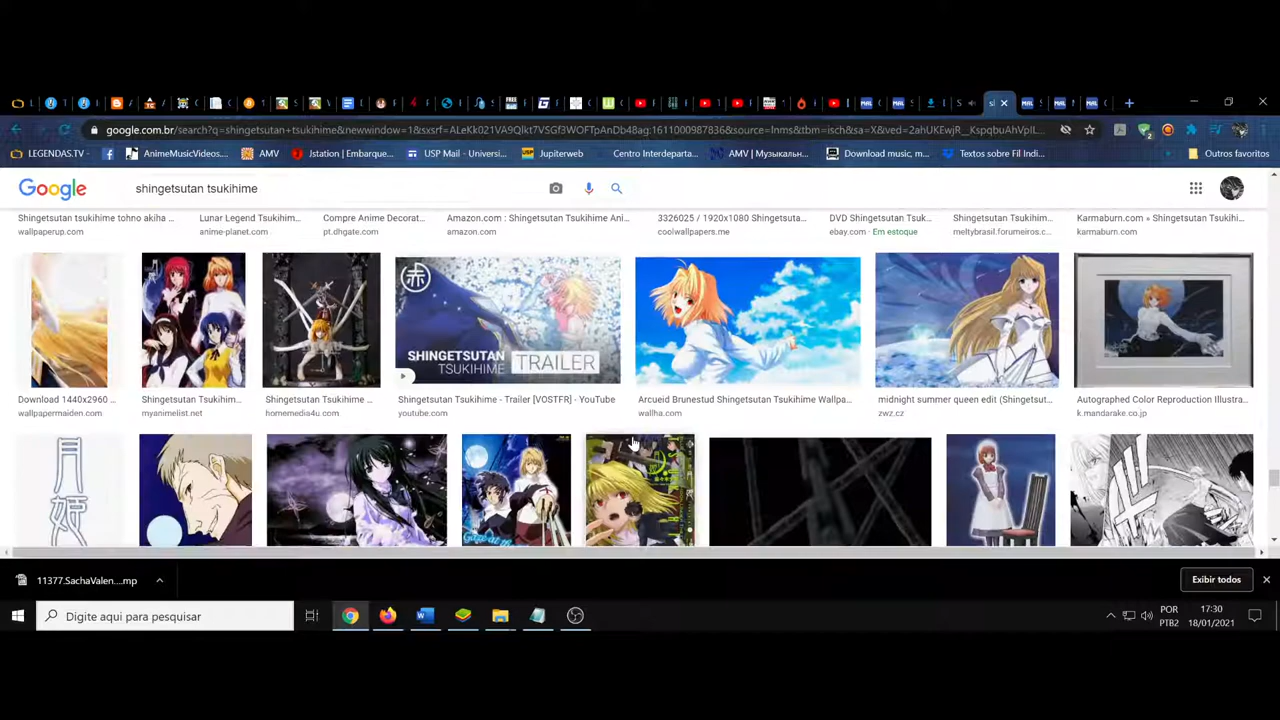 google.com.br/search?q=shingetsutan+tsukihime&newwindow=1&sxsrf=ALeKk021VA9Qlkt7VSGf3WOFTpAnDb48ag:1611000987836&source=lnms&tbm=isch&sa=X&ved=2ahUKEwjR__KspqbuAhVpIL...
LEGENDAS.TV - AnimeMusicVideos... AMV Jstation | Embarque... USP Mail - Universi... Jupiterweb Centro Interdeparta... AMV | Музыкальн... Download music, m... Textos sobre Fil Indi... Outros favoritos
Google shingetsutan tsukihime
Shingetsutan tsukihime tohno akiha ... Lunar Legend Tsukihim... Compre Anime Decorat... Amazon.com : Shingetsutan Tsukihime Ani... 3326025 / 1920x1080 Shingetsuta... DVD Shingetsutan Tsuk... Shingetsutan Tsukihim... Karmaburn.com » Shingetsutan Tsukihi...
wallpaperup.com anime-planet.com pt.dhgate.com amazon.com coolwallpapers.me ebay.com · Em estoque meltybrasil.forumeiros.c... karmaburn.com
赤
SHINGETSUTAN
TSUKIHIME TRAILER
Download 1440x2960 ... Shingetsutan Tsukihim... Shingetsutan Tsukihime ... Shingetsutan Tsukihime - Trailer [VOSTFR] - YouTube Arcueid Brunestud Shingetsutan Tsukihime Wallpa... midnight summer queen edit (Shingetsut... Autographed Color Reproduction Illustra...
wallpapermaiden.com myanimelist.net homemedia4u.com youtube.com wallha.com zwz.cz k.mandarake.co.jp
月姫
11377.SachaValen....mp Exibir todos
Digite aqui para pesquisar
POR 17:30
PTB2 18/01/2021